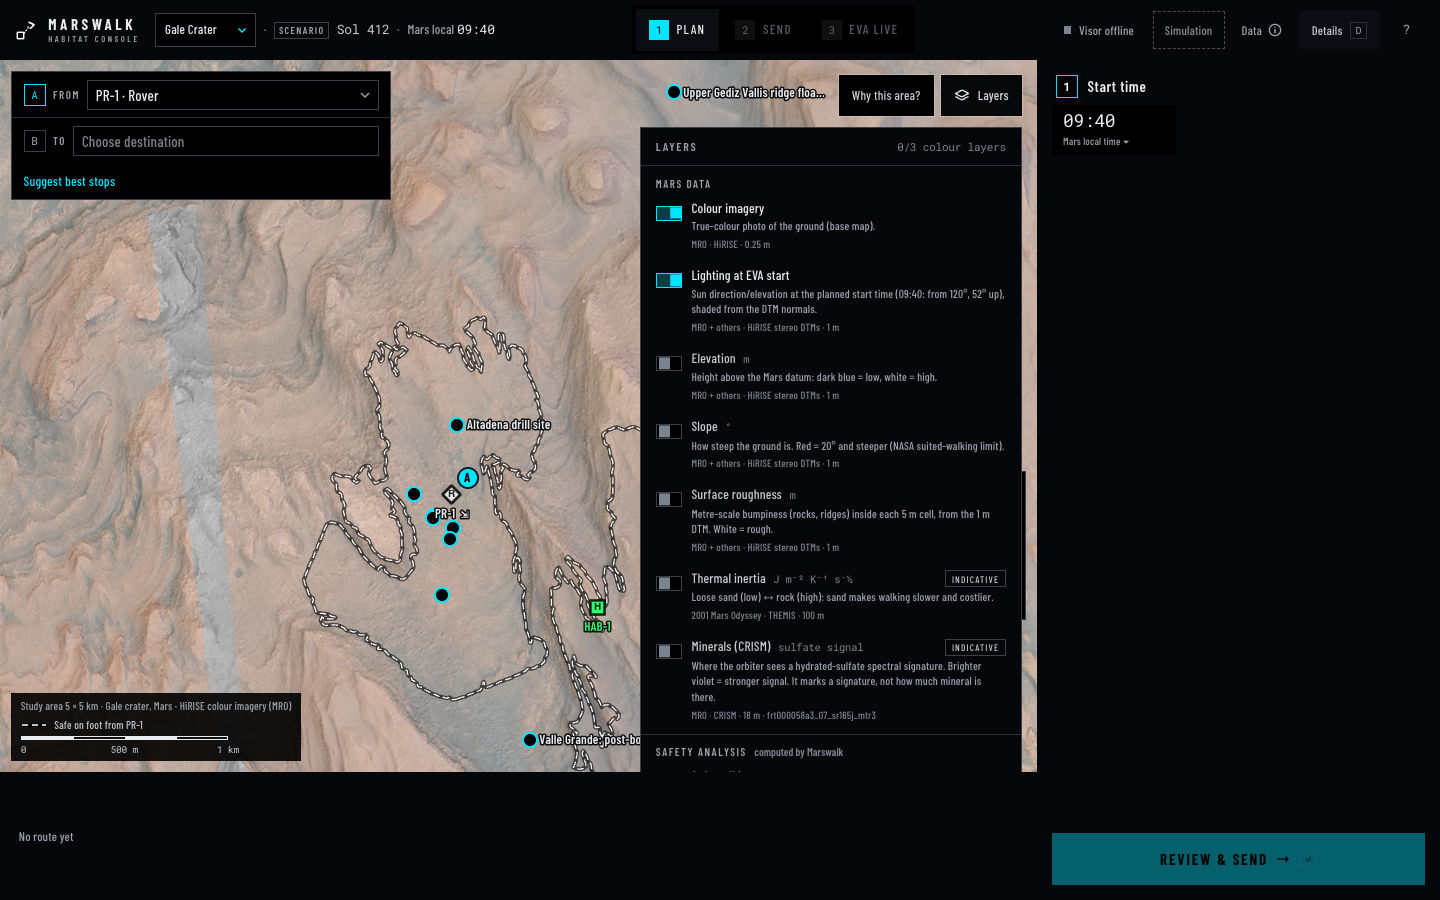 MARSWALK
HABITAT CONSOLE
Gale Crater
· SCENARIO Sol 412 · Mars local 09:40
1 PLAN
2 SEND
3 EVA LIVE
Visor offline
Simulation
Data
Details D
?
A FROM PR-1 · Rover
B TO Choose destination
Suggest best stops
Upper Gediz Vallis ridge floa...
Why this area?
Layers
1 Start time
09:40
Mars local time
LAYERS 0/3 colour layers
MARS DATA
Colour imagery
True-colour photo of the ground (base map).
MRO · HiRISE · 0.25 m
Lighting at EVA start
Sun direction/elevation at the planned start time (09:40: from 120°, 52° up),
shaded from the DTM normals.
MRO + others · HiRISE stereo DTMs · 1 m
Elevation m
Height above the Mars datum: dark blue = low, white = high.
MRO + others · HiRISE stereo DTMs · 1 m
Slope °
How steep the ground is. Red = 20° and steeper (NASA suited-walking limit).
MRO + others · HiRISE stereo DTMs · 1 m
Surface roughness m
Metre-scale bumpiness (rocks, ridges) inside each 5 m cell, from the 1 m
DTM. White = rough.
MRO + others · HiRISE stereo DTMs · 1 m
Thermal inertia J m⁻² K⁻¹ s⁻½ INDICATIVE
Loose sand (low) ↔ rock (high): sand makes walking slower and costlier.
2001 Mars Odyssey · THEMIS · 100 m
Minerals (CRISM) sulfate signal INDICATIVE
Where the orbiter sees a hydrated-sulfate spectral signature. Brighter
violet = stronger signal. It marks a signature, not how much mineral is
there.
MRO · CRISM · 18 m · frt000058a3_07_sr165j_mtr3
SAFETY ANALYSIS computed by Marswalk
Altadena drill site
A
PR-1
H
HAB-1
Valle Grande: post-bo
Study area 5 × 5 km · Gale crater, Mars · HiRISE colour imagery (MRO)
Safe on foot from PR-1
0 500 m 1 km
No route yet
REVIEW & SEND →